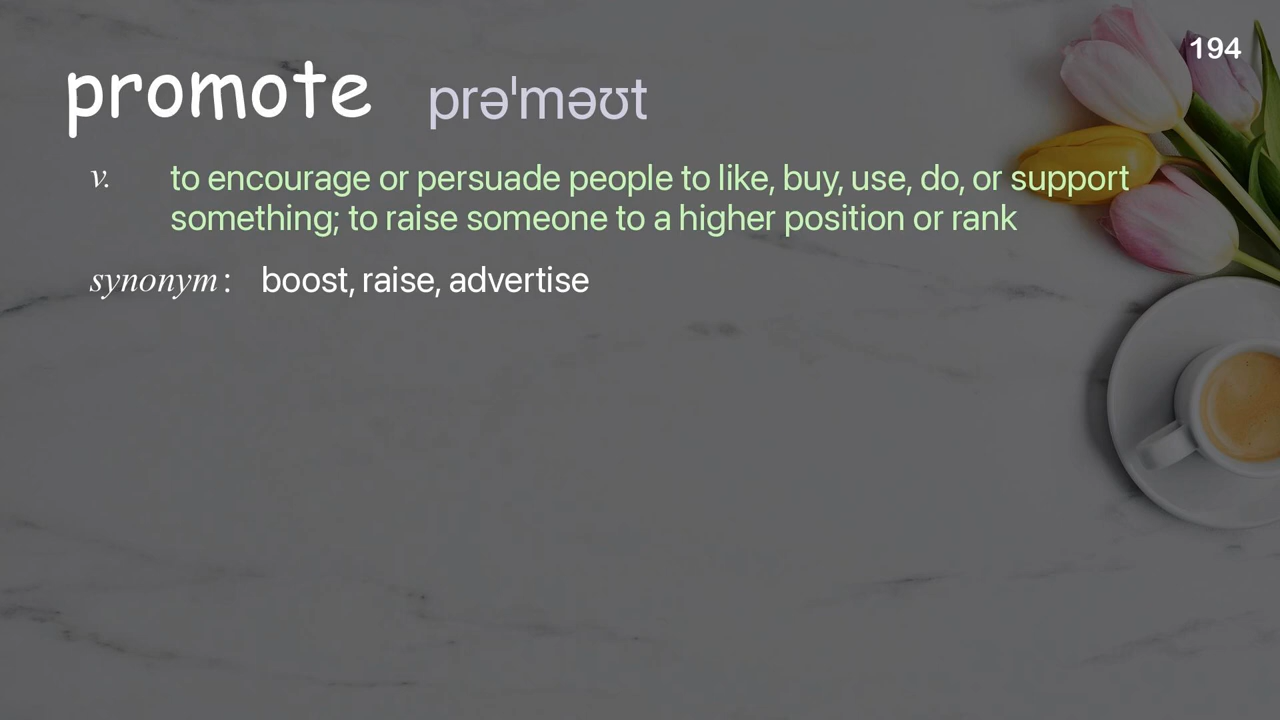 194
promote prəˈməʊt
v. to encourage or persuade people to like, buy, use, do, or support
something; to raise someone to a higher position or rank
synonym: boost, raise, advertise